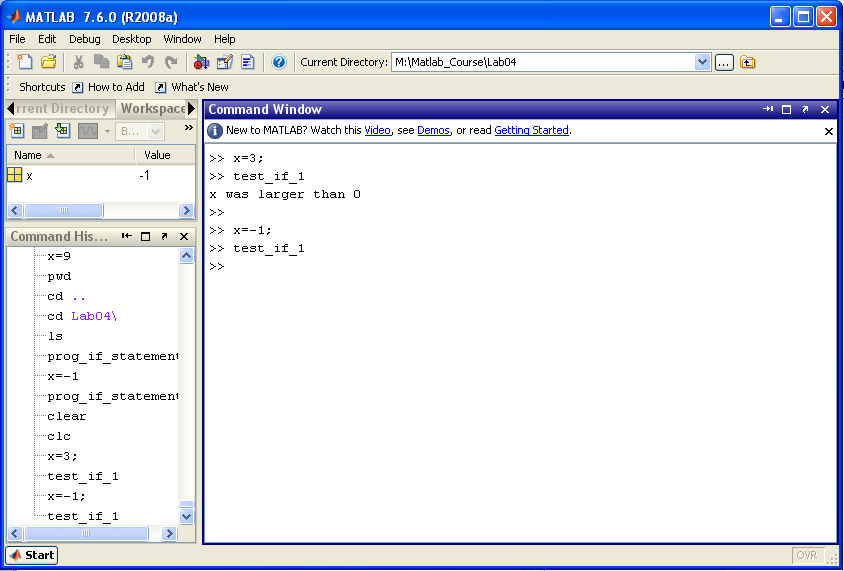 MATLAB 7.6.0 (R2008a)
File Edit Debug Desktop Window Help
Current Directory: M:\Matlab_Course\Lab04 ...
Shortcuts How to Add What's New
rrent Directory Workspace
B... »
Name Value
x -1
Command His...
x=9
pwd
cd ..
cd Lab04\
ls
prog_if_statement
x=-1
prog_if_statement
clear
clc
x=3;
test_if_1
x=-1;
test_if_1
Command Window
New to MATLAB? Watch this Video, see Demos, or read Getting Started.
>> x=3;
>> test_if_1
x was larger than 0
>>
>> x=-1;
>> test_if_1
>>
Start
OVR